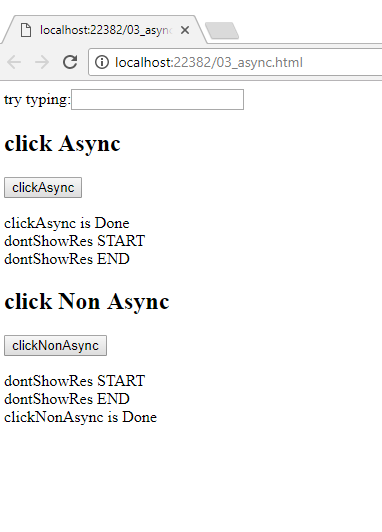 localhost:22382/03_async
localhost:22382/03_async.html
try typing:
click Async
clickAsync
clickAsync is Done
dontShowRes START
dontShowRes END
click Non Async
clickNonAsync
dontShowRes START
dontShowRes END
clickNonAsync is Done